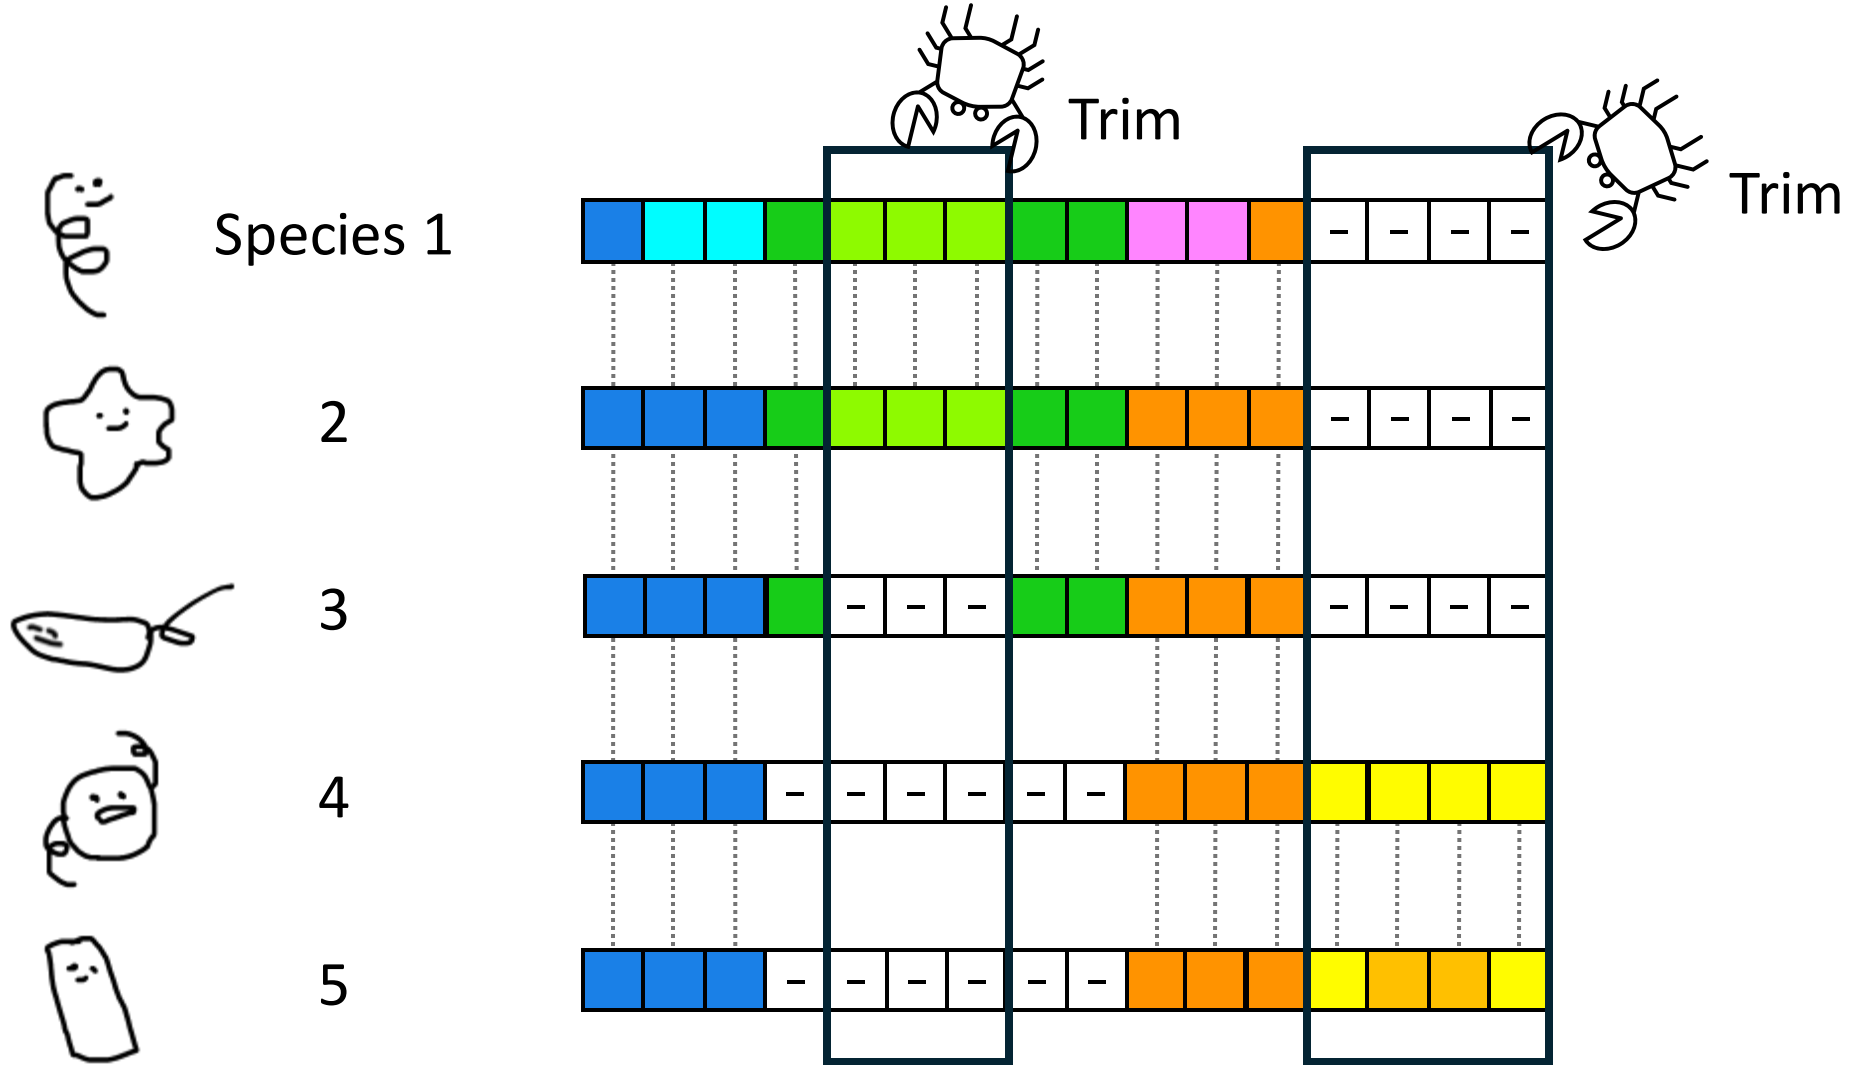 Trim
Trim
Species 1 - - - -
2 - - - -
3 - - - - - - -
4 - - - - - -
5 - - - - - -